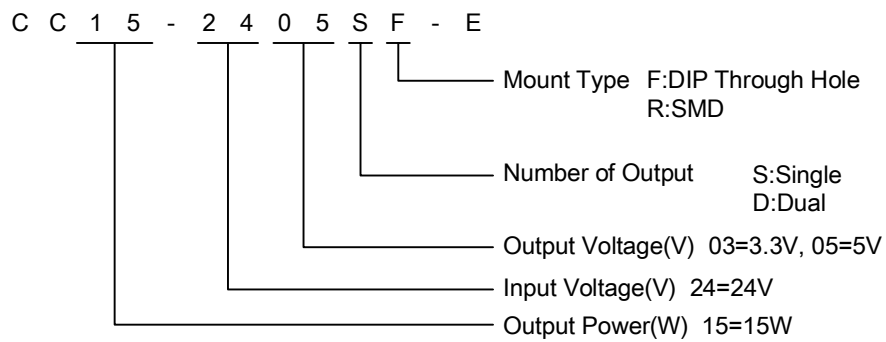 C C 1 5 - 2 4 0 5 S F - E
Mount Type F:DIP Through Hole
R:SMD
Number of Output S:Single
D:Dual
Output Voltage(V) 03=3.3V, 05=5V
Input Voltage(V) 24=24V
Output Power(W) 15=15W